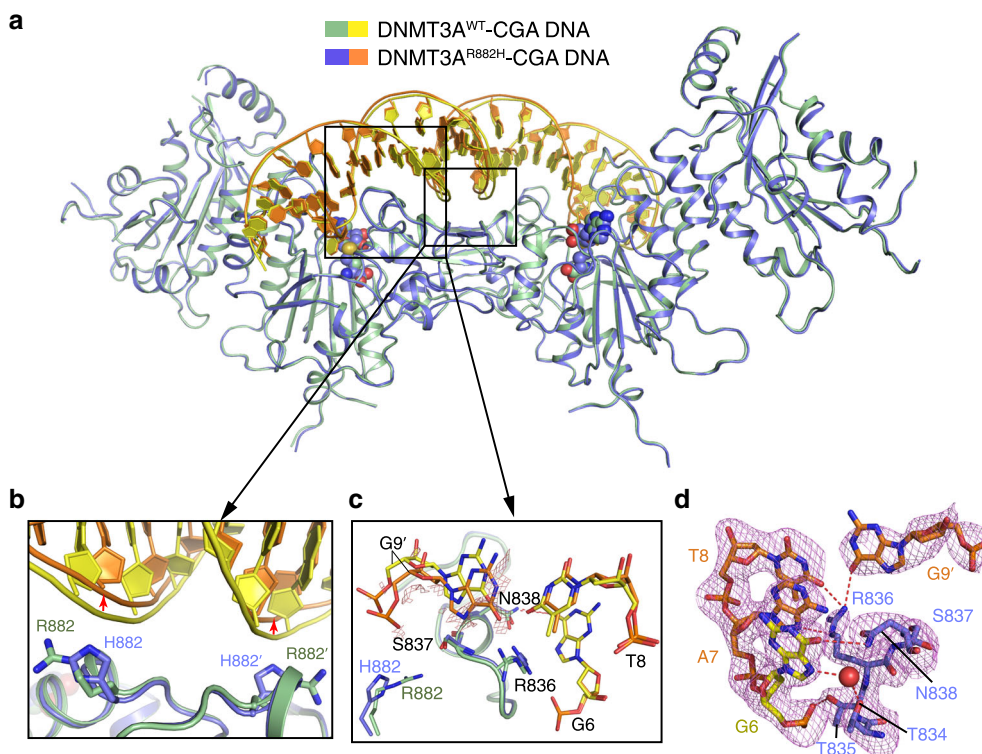 a
DNMT3A^WT-CGA DNA
DNMT3A^R882H-CGA DNA
b
R882
H882
H882′
R882′
c
G9′
N838
S837
H882
R882
R836
T8
G6
d
T8
G9′
R836
S837
A7
N838
G6
T834
T835